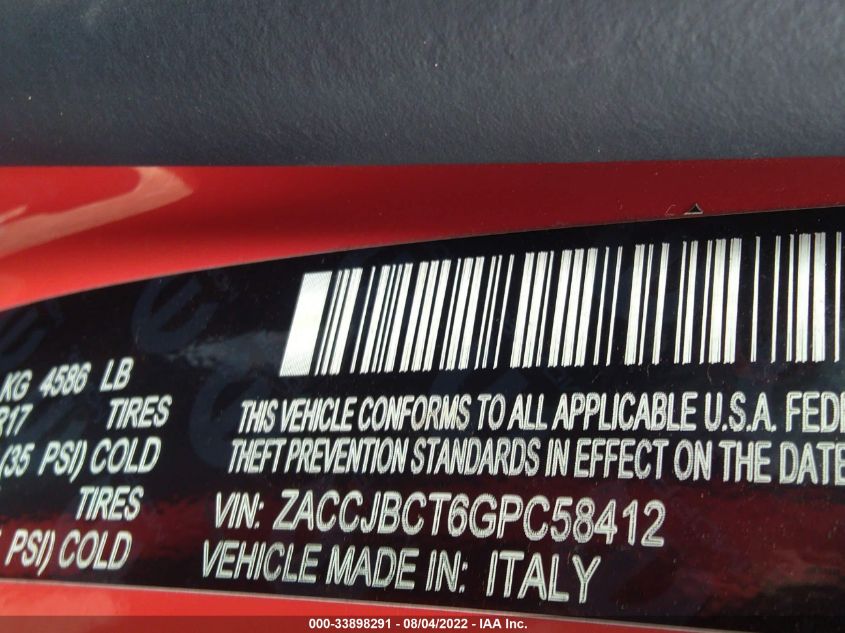 KG 4586 LB
R17 TIRES
(35 PSI) COLD
TIRES
PSI) COLD
THIS VEHICLE CONFORMS TO ALL APPLICABLE U.S.A. FEDE
THEFT PREVENTION STANDARDS IN EFFECT ON THE DATE
VIN: ZACCJBCT6GPC58412
VEHICLE MADE IN: ITALY
000-33898291 - 08/04/2022 - IAA Inc.